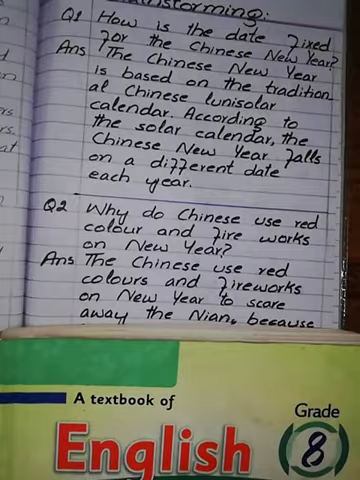 nstorming:
Q1 How is the date fixed
for the Chinese New Year?
Ans The Chinese New Year
is based on the tradition
al Chinese lunisolar
calendar. According to
the solar calendar, the
Chinese New Year falls
on a different date
each year.
Q2 Why do Chinese use red
colour and fire works
on New Year?
Ans The Chinese use red
colours and fireworks
on New Year to scare
away the Nian, because
A textbook of
Grade
English
8